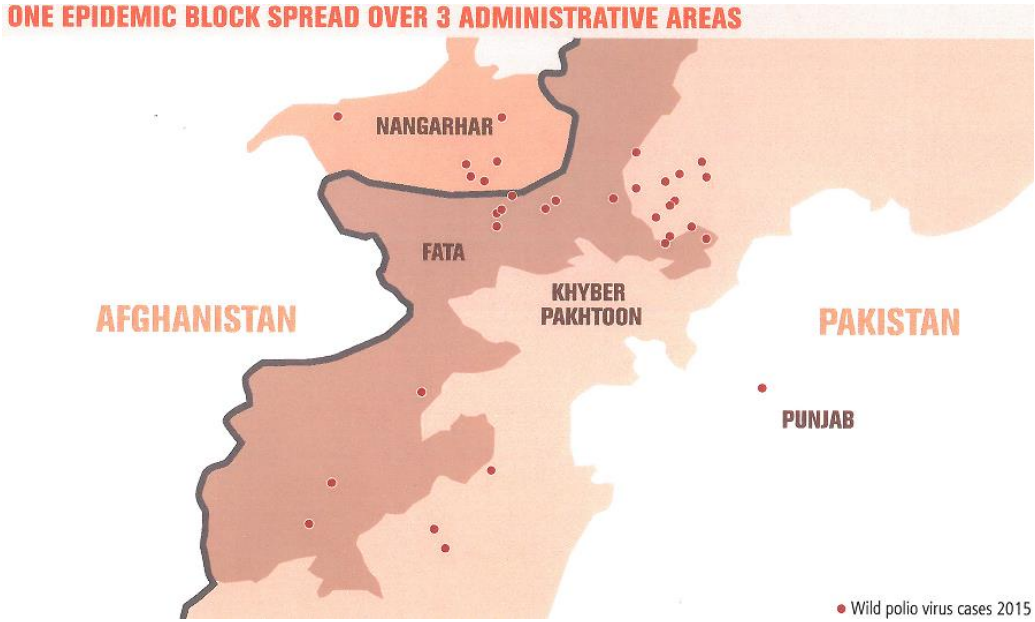 ONE EPIDEMIC BLOCK SPREAD OVER 3 ADMINISTRATIVE AREAS
NANGARHAR
FATA
KHYBER
PAKHTOON
AFGHANISTAN
PAKISTAN
PUNJAB
Wild polio virus cases 2015